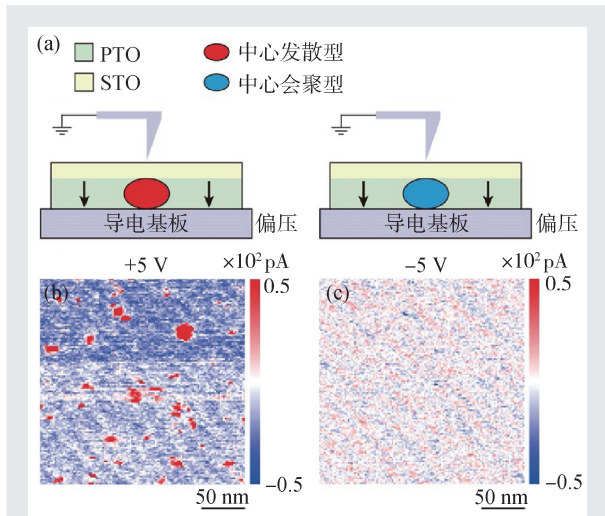 (a)
PTO
中心发散型
STO
中心会聚型
导电基板 偏压
导电基板 偏压
+5 V
×10² pA
−5 V
×10² pA
(b)
0.5
−0.5
50 nm
(c)
0.5
−0.5
50 nm